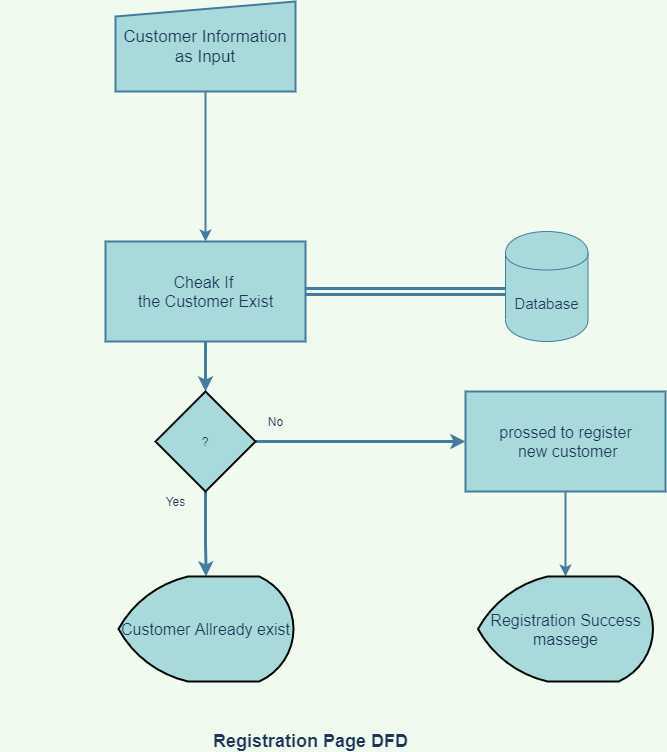 Customer Information
as Input
Cheak If
the Customer Exist
Database
?
No
prossed to register
new customer
Yes
Customer Allready exist
Registration Success
massege
Registration Page DFD